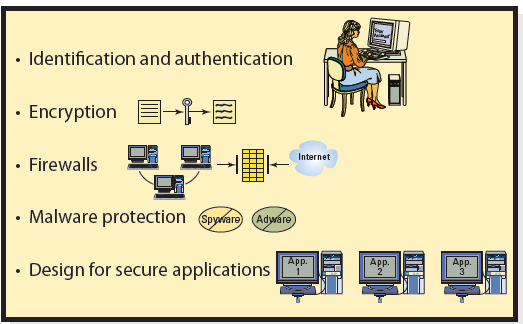 • Identification and authentication
• Encryption
• Firewalls
Internet
• Malware protection
Spyware
Adware
• Design for secure applications
App.
1
App.
2
App.
3